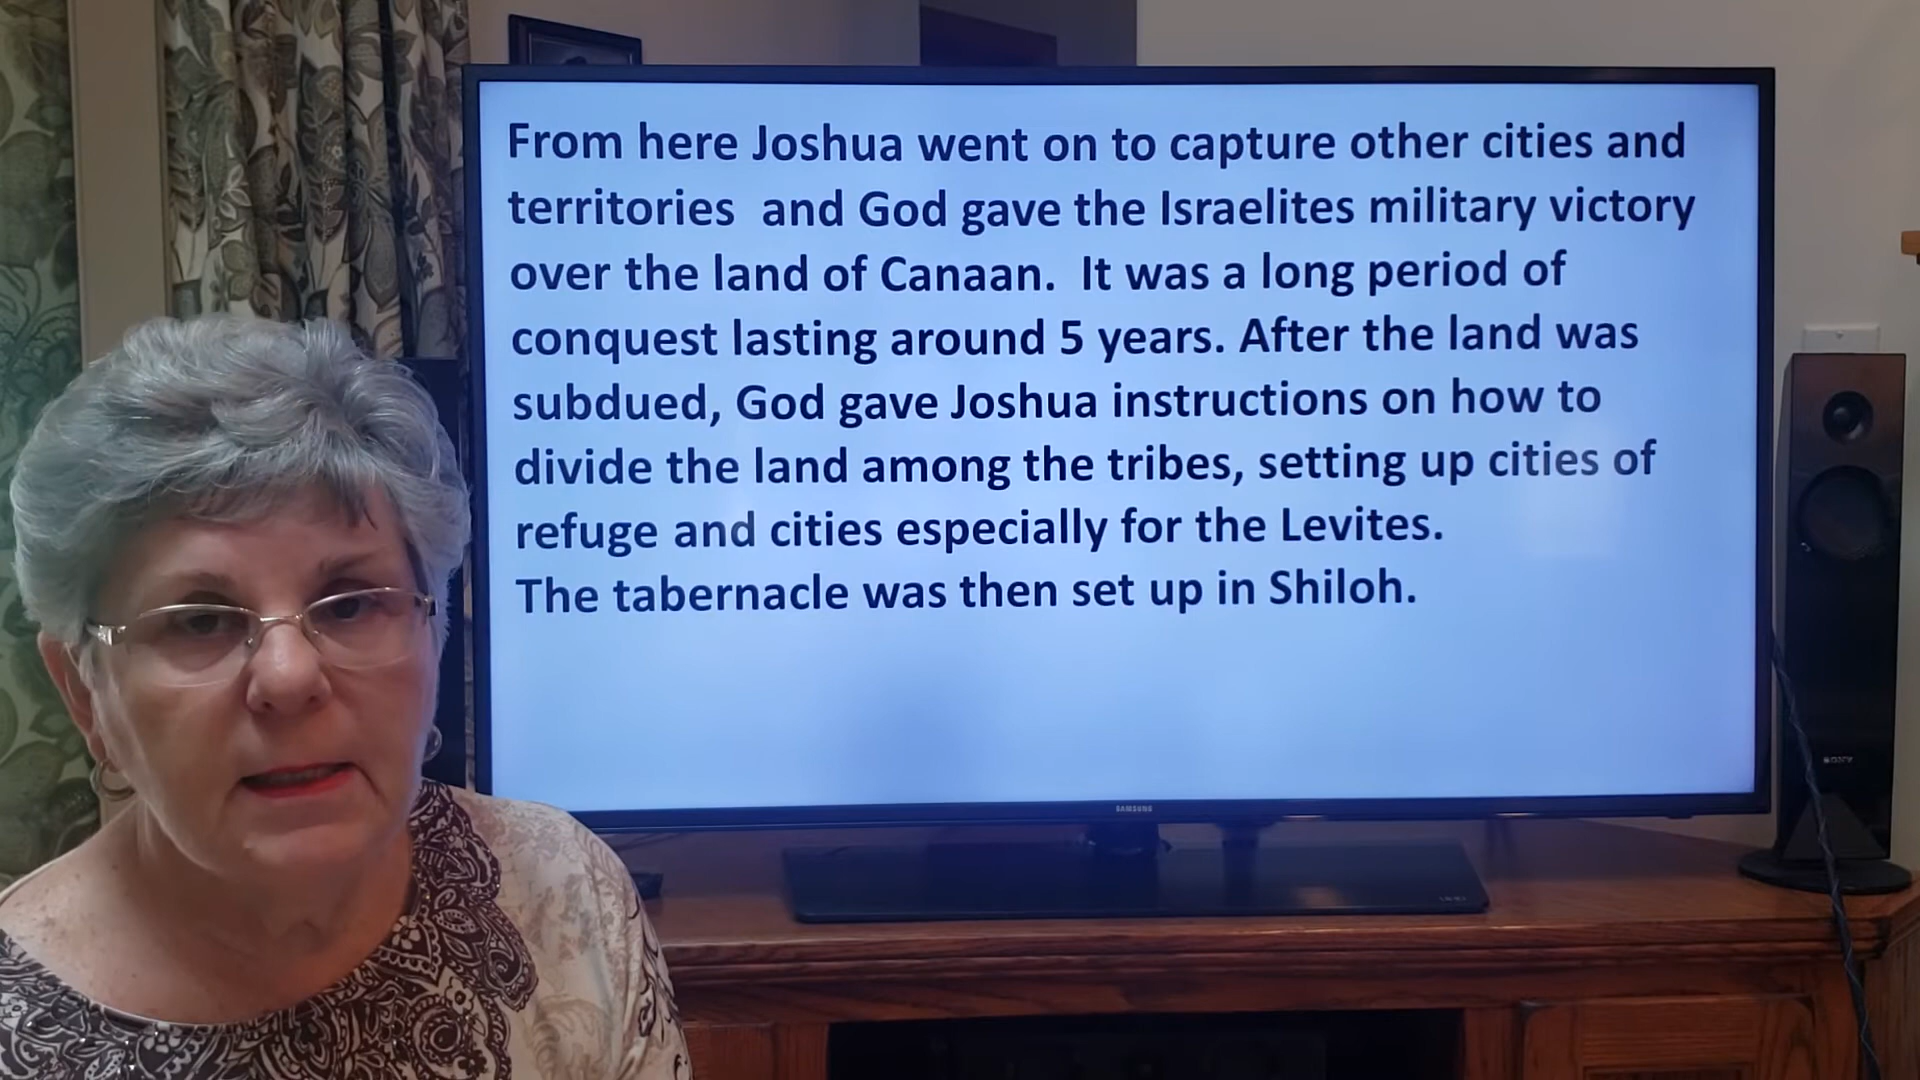 From here Joshua went on to capture other cities and
territories  and God gave the Israelites military victory
over the land of Canaan.  It was a long period of
conquest lasting around 5 years. After the land was
subdued, God gave Joshua instructions on how to
divide the land among the tribes, setting up cities of
refuge and cities especially for the Levites.
The tabernacle was then set up in Shiloh.
SONY
SAMSUNG